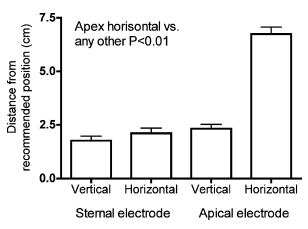 Apex horisontal vs.
any other P<0.01
Distance from
recommended position (cm)
7.5
5.0
2.5
0.0
Vertical Horizontal Vertical Horizontal
Sternal electrode Apical electrode